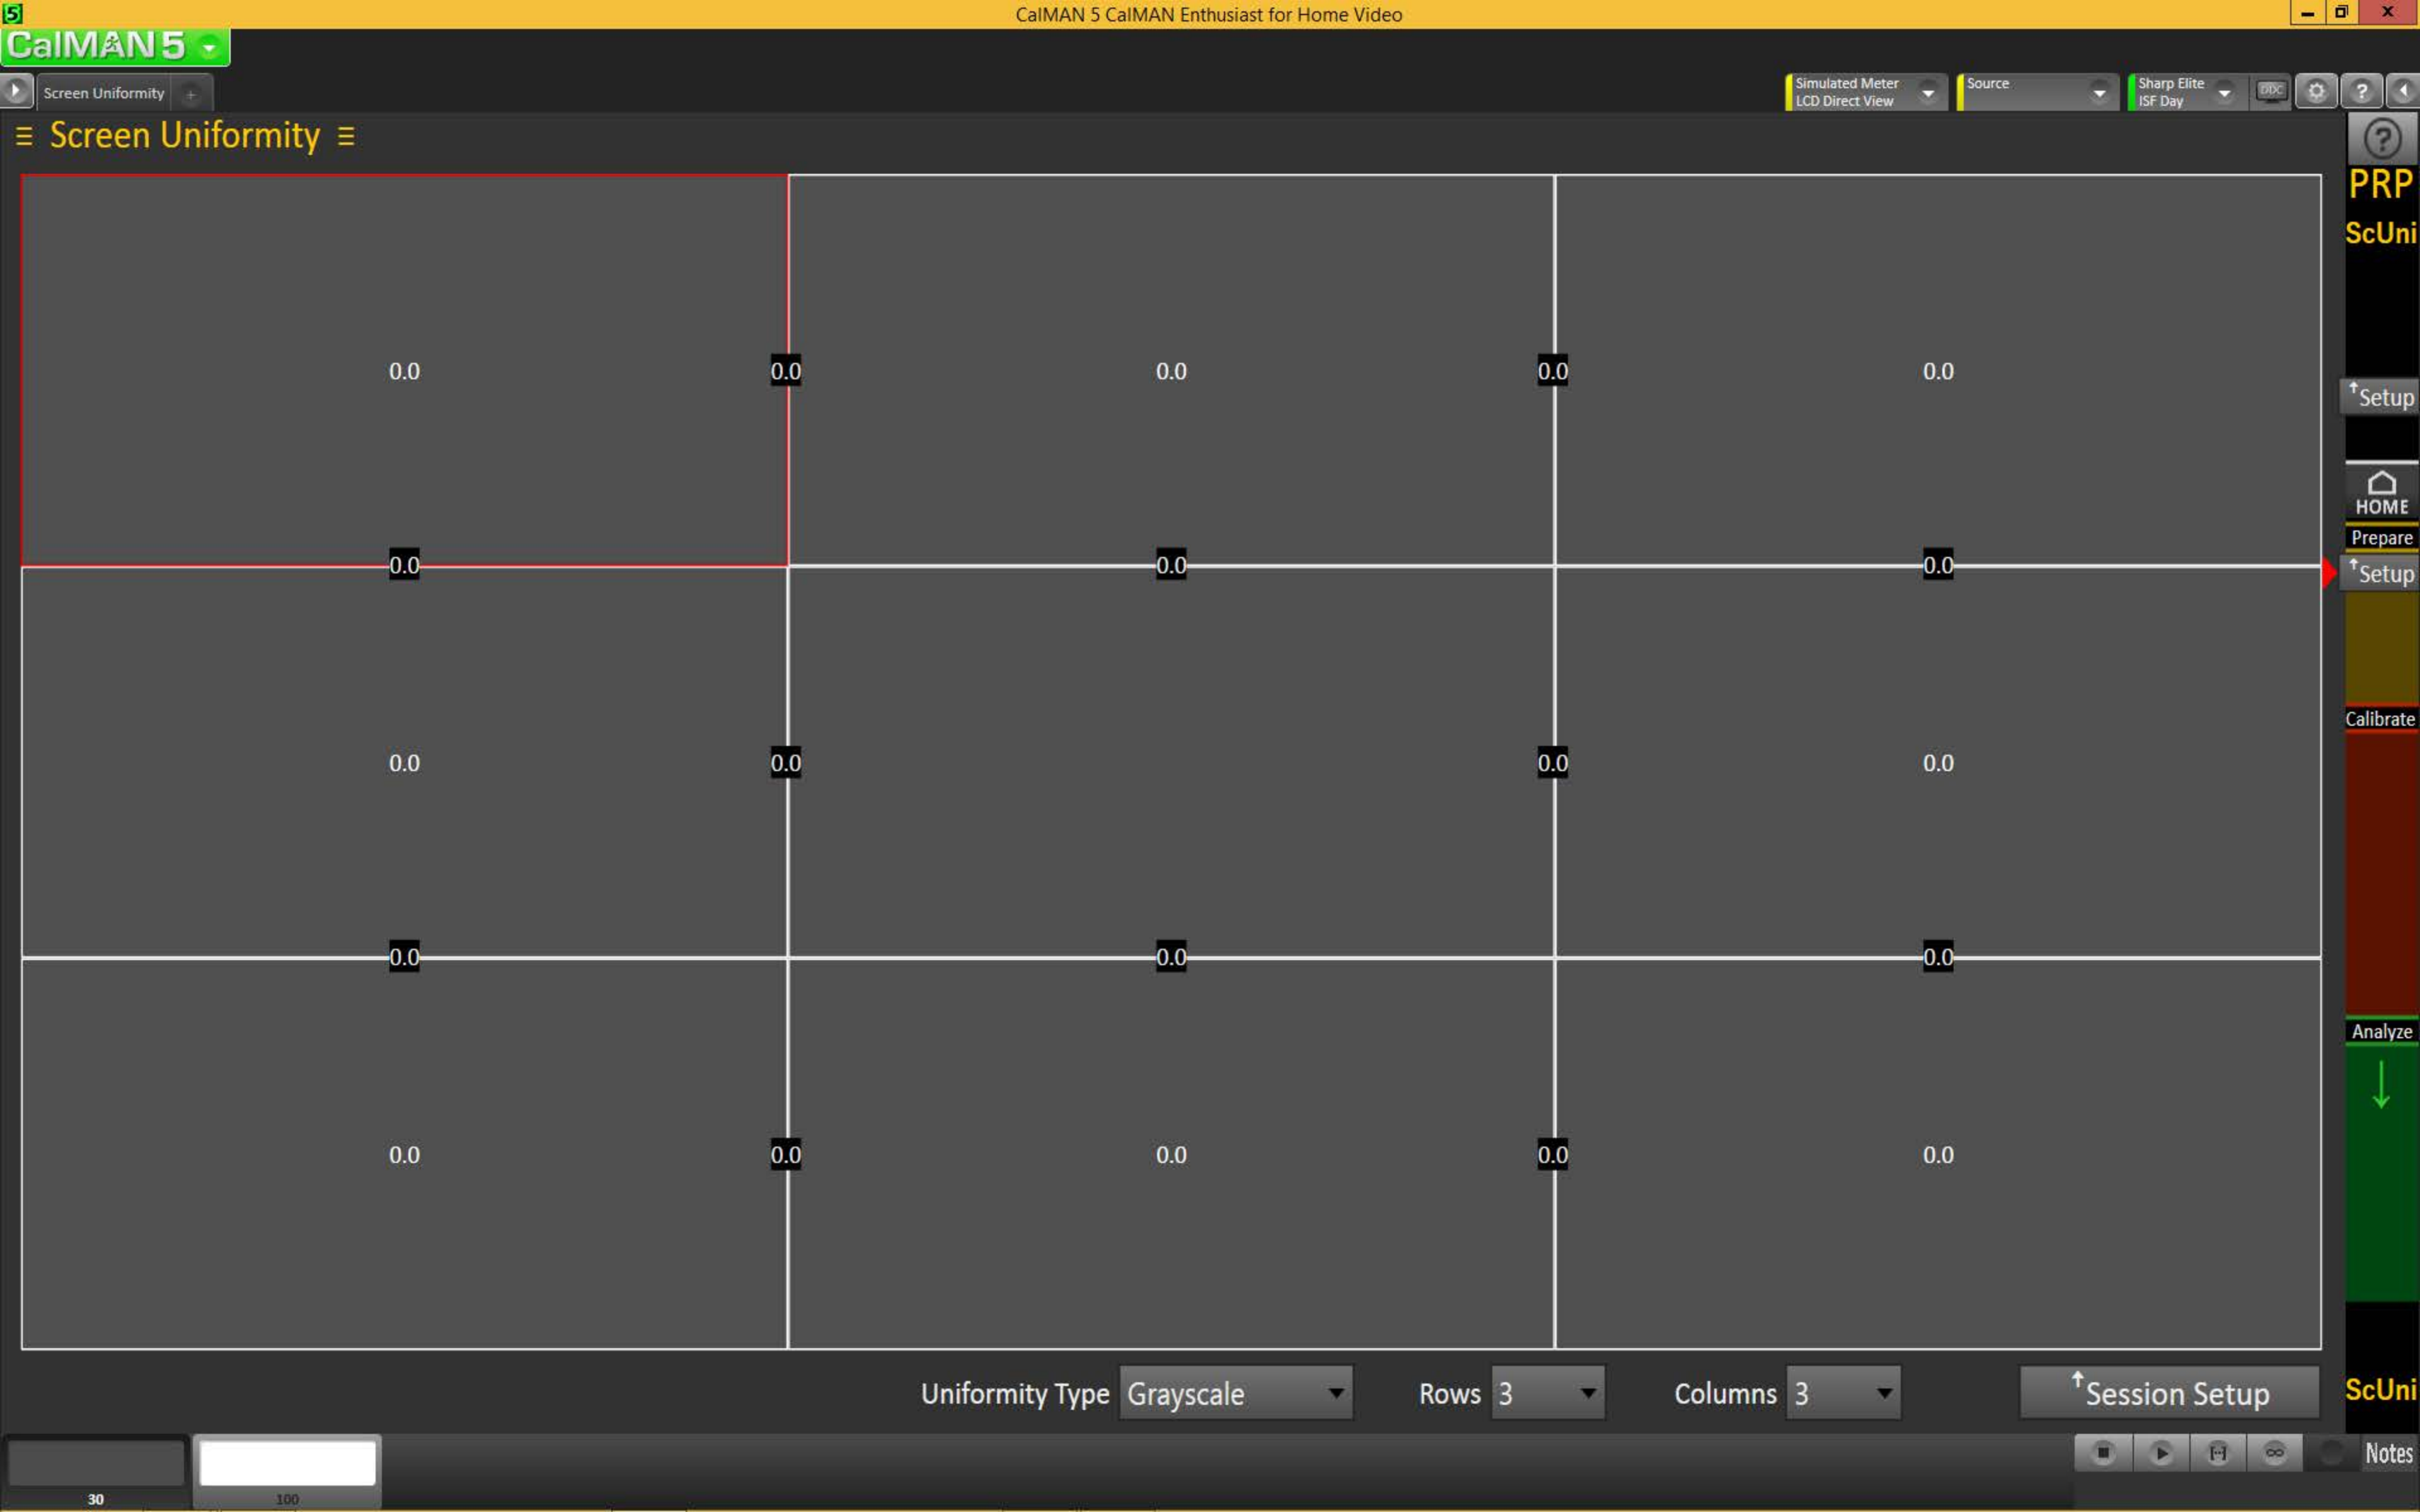 5
CalMAN 5 CalMAN Enthusiast for Home Video
CalMAN 5
Screen Uniformity +
Simulated Meter
LCD Direct View
Source
Sharp Elite
ISF Day
DDC
?
Screen Uniformity
?
PRP
ScUni
0.0 0.0 0.0 0.0 0.0
Setup
HOME
Prepare
0.0 0.0 0.0
Setup
Calibrate
0.0 0.0 0.0 0.0
0.0 0.0 0.0
Analyze
0.0 0.0 0.0 0.0 0.0
Uniformity Type Grayscale Rows 3 Columns 3 Session Setup
ScUni
Notes
30 100